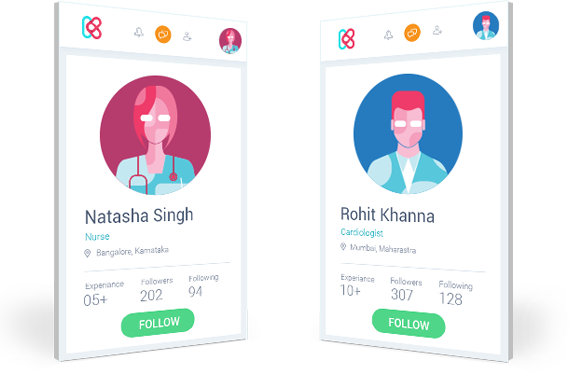 Natasha Singh
Nurse
Bangalore, Karnataka
Experience Followers Following
05+ 202 94
FOLLOW
Rohit Khanna
Cardiologist
Mumbai, Maharastra
Experience Followers Following
10+ 307 128
FOLLOW